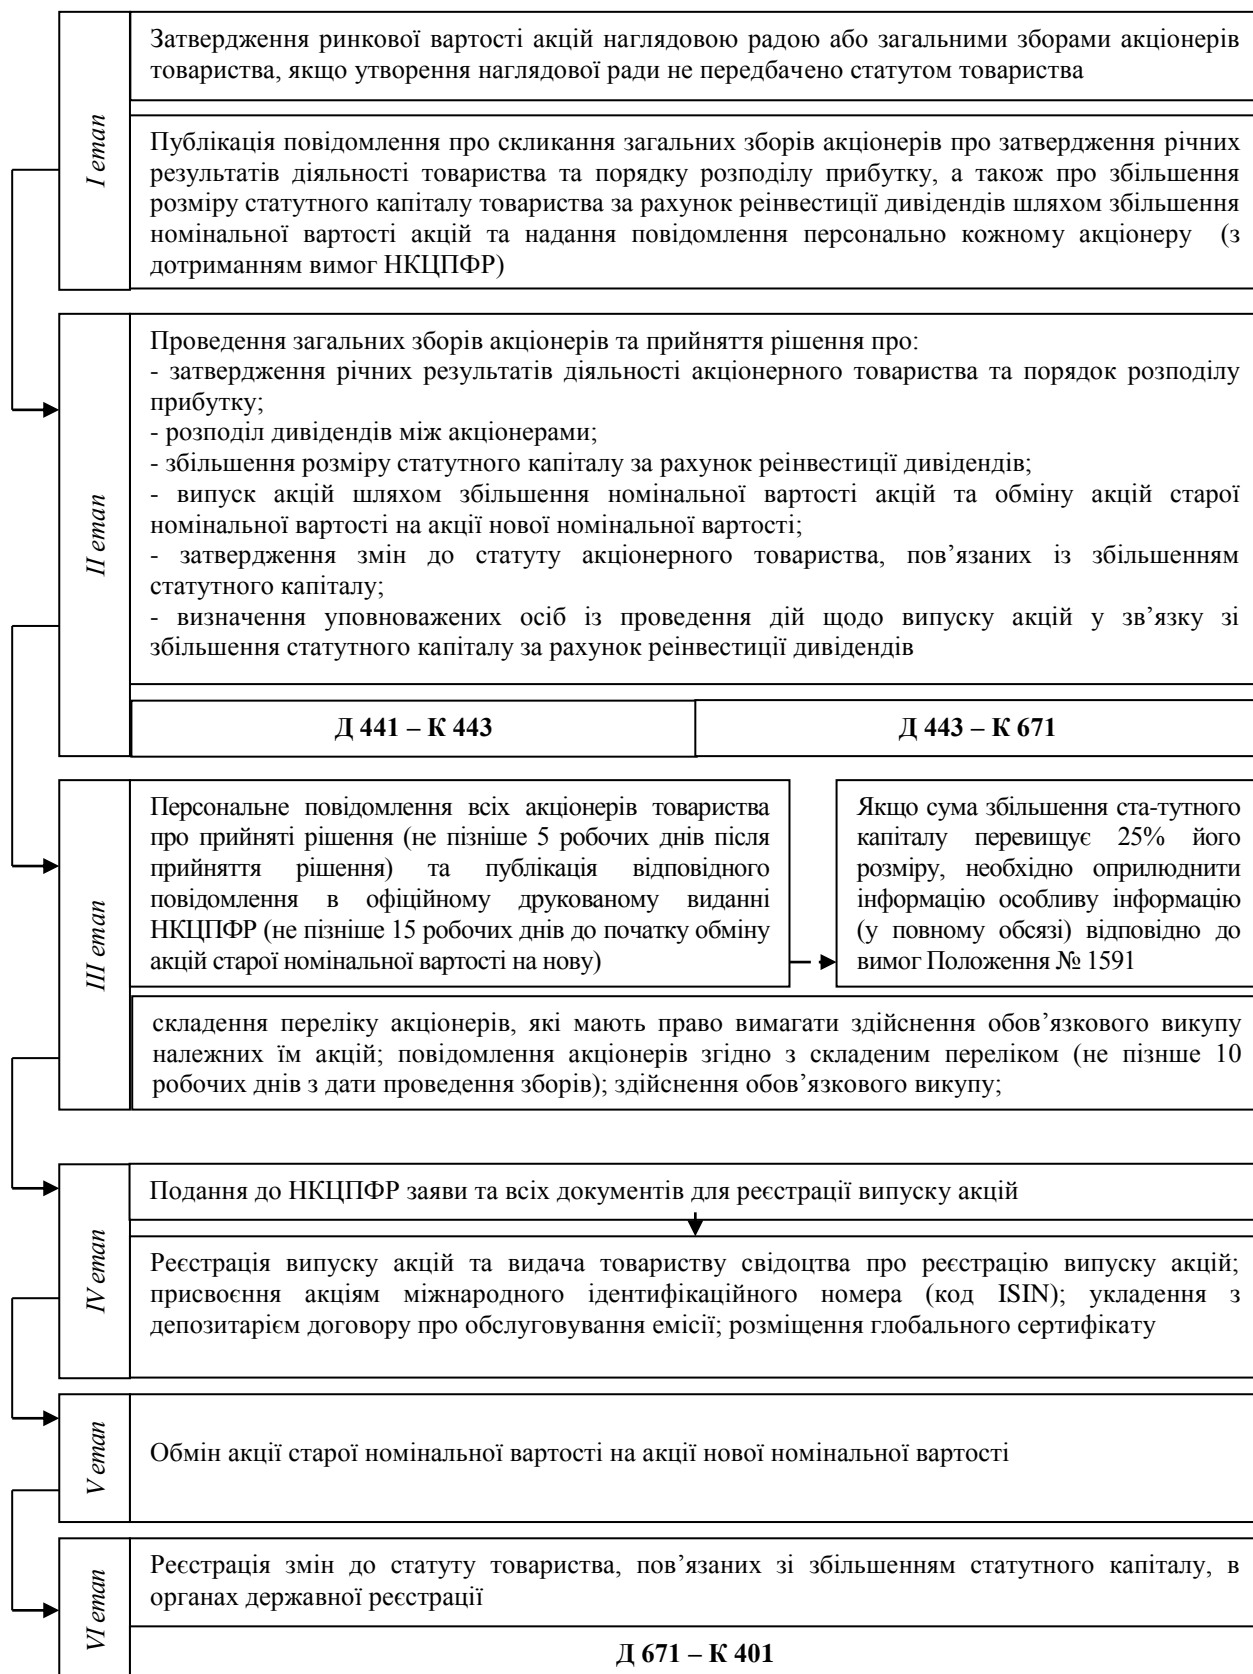 І етап
Затвердження ринкової вартості акцій наглядовою радою або загальними зборами акціонерів
товариства, якщо утворення наглядової ради не передбачено статутом товариства
Публікація повідомлення про скликання загальних зборів акціонерів про затвердження річних
результатів діяльності товариства та порядку розподілу прибутку, а також про збільшення
розміру статутного капіталу товариства за рахунок реінвестиції дивідендів шляхом збільшення
номінальної вартості акцій та надання повідомлення персонально кожному акціонеру (з
дотриманням вимог НКЦПФР)
ІІ етап
Проведення загальних зборів акціонерів та прийняття рішення про:
- затвердження річних результатів діяльності акціонерного товариства та порядок розподілу
прибутку;
- розподіл дивідендів між акціонерами;
- збільшення розміру статутного капіталу за рахунок реінвестиції дивідендів;
- випуск акцій шляхом збільшення номінальної вартості акцій та обміну акцій старої
номінальної вартості на акції нової номінальної вартості;
- затвердження змін до статуту акціонерного товариства, пов’язаних із збільшенням
статутного капіталу;
- визначення уповноважених осіб із проведення дій щодо випуску акцій у зв’язку зі
збільшення статутного капіталу за рахунок реінвестиції дивідендів
Д 441 – К 443
Д 443 – К 671
ІІІ етап
Персональне повідомлення всіх акціонерів товариства
про прийняті рішення (не пізніше 5 робочих днів після
прийняття рішення) та публікація відповідного
повідомлення в офіційному друкованому виданні
НКЦПФР (не пізніше 15 робочих днів до початку обміну
акцій старої номінальної вартості на нову)
Якщо сума збільшення ста-тутного
капіталу перевищує 25% його
розміру, необхідно оприлюднити
інформацію особливу інформацію
(у повному обсязі) відповідно до
вимог Положення № 1591
складення переліку акціонерів, які мають право вимагати здійснення обов’язкового викупу
належних їм акцій; повідомлення акціонерів згідно з складеним переліком (не пізнше 10
робочих днів з дати проведення зборів); здійснення обов’язкового викупу;
IV етап
Подання до НКЦПФР заяви та всіх документів для реєстрації випуску акцій
Реєстрація випуску акцій та видача товариству свідоцтва про реєстрацію випуску акцій;
присвоєння акціям міжнародного ідентифікаційного номера (код ISIN); укладення з
депозитарієм договору про обслуговування емісії; розміщення глобального сертифікату
V етап
Обмін акції старої номінальної вартості на акції нової номінальної вартості
VI етап
Реєстрація змін до статуту товариства, пов’язаних зі збільшенням статутного капіталу, в
органах державної реєстрації
Д 671 – К 401